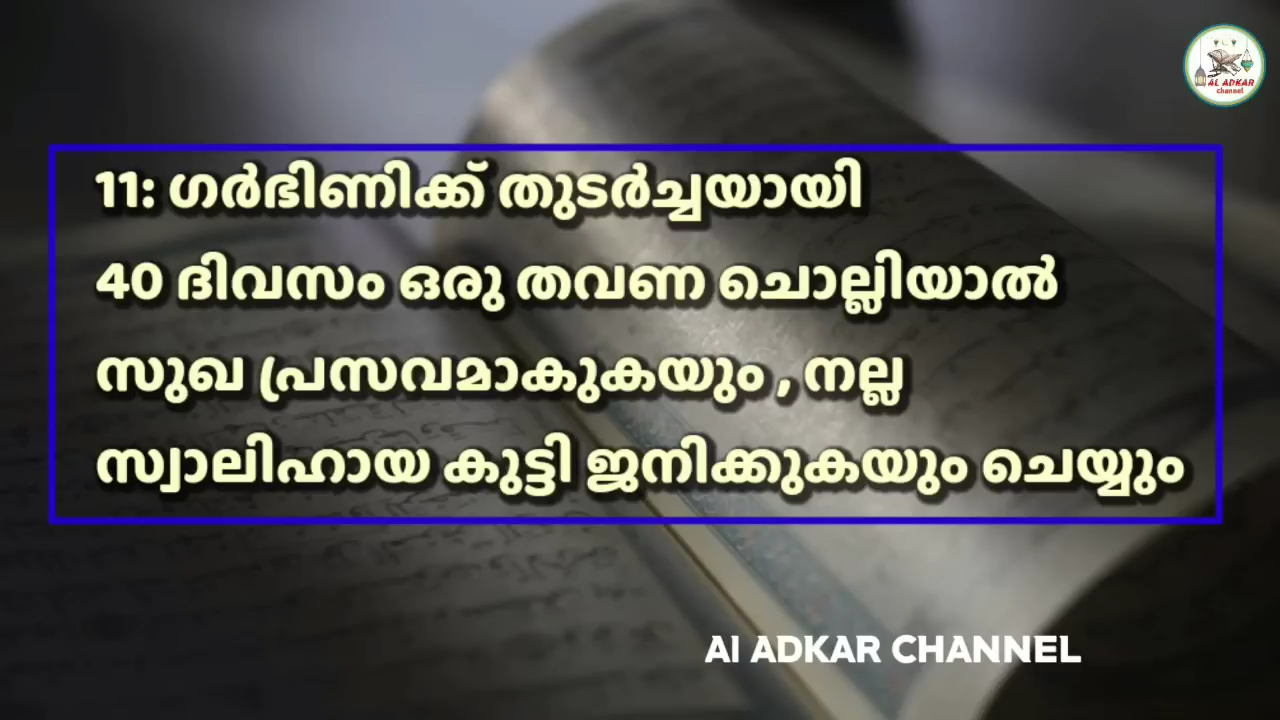 AL ADKAR
channel
11: ഗർഭിണിക്ക് തുടർച്ചയായി
40 ദിവസം ഒരു തവണ ചൊല്ലിയാൽ
സുഖ പ്രസവമാകുകയും , നല്ല
സ്വാലിഹായ കുട്ടി ജനിക്കുകയും ചെയ്യും
Al ADKAR CHANNEL